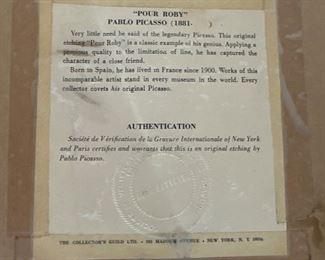 "POUR ROBY"
PABLO PICASSO (1881- )
Very little need be said of the legendary Picasso. This original
etching "Pour Roby" is a classic example of his genius. Applying a
quality to the limitation of line, he has captured the
character of a close friend.
Born in Spain, he has lived in France since 1900. Works of this
incomparable artist stand in every museum in the world. Every
collector covets his original Picasso.
AUTHENTICATION
Société de Vérification de la Gravure Internationale of New York
and Paris certifies and warrants that this is an original etching by
Pablo Picasso.
THE COLLECTOR'S GUILD LTD. • 185 MADISON AVENUE • NEW YORK, N. Y. 10016